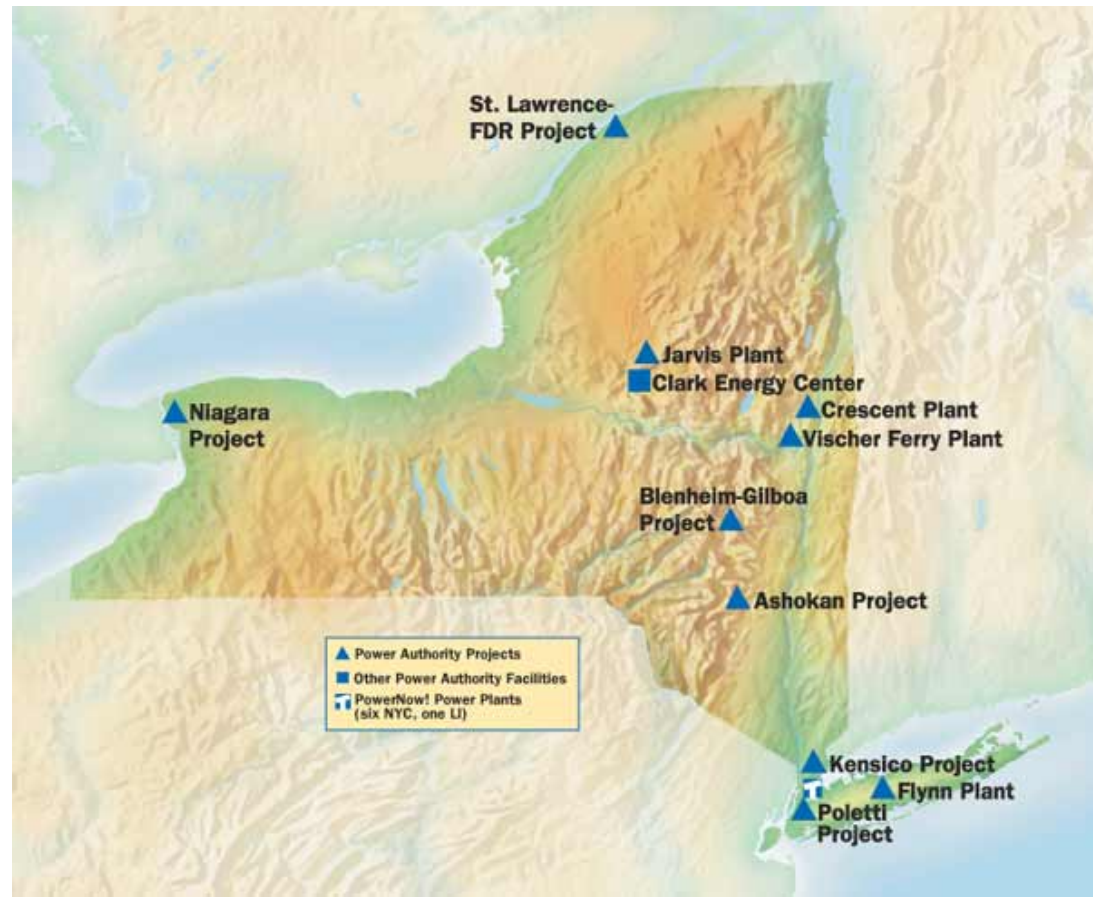 St. Lawrence-
FDR Project
Jarvis Plant
Clark Energy Center
Niagara
Project
Crescent Plant
Vischer Ferry Plant
Blenheim-Gilboa
Project
Ashokan Project
Power Authority Projects
Other Power Authority Facilities
PowerNow! Power Plants
(six NYC, one LI)
Kensico Project
Flynn Plant
Poletti
Project